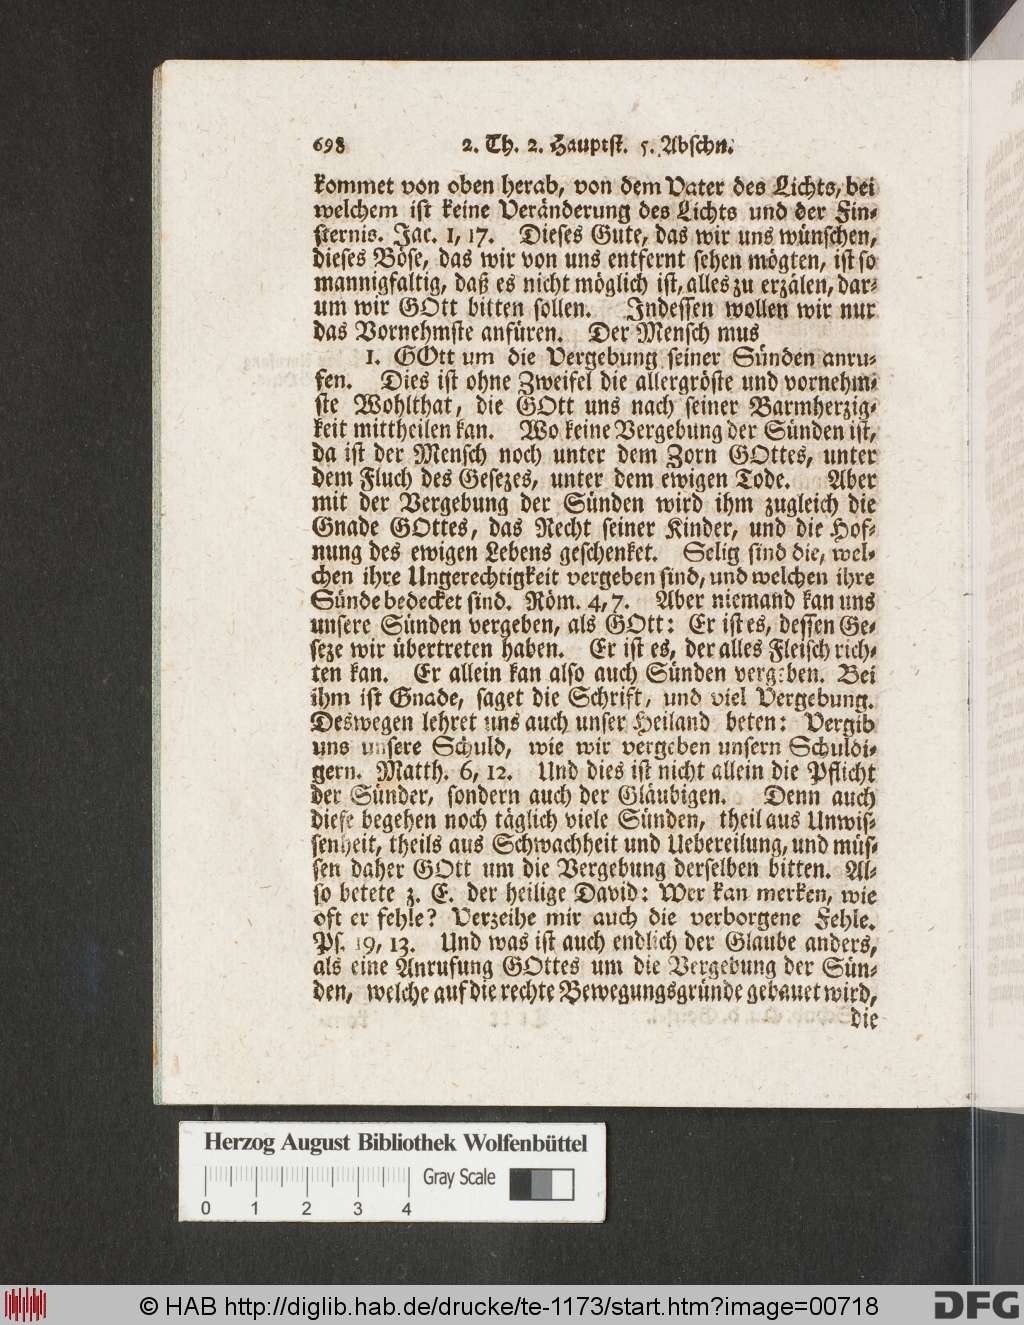 698 2. Th. 2. Hauptst. 5. Abschn.
kommet von oben herab, von dem Vater des Lichts, bei
welchem ist keine Veränderung des Lichts und der Fin⸗
sternis. Jac. 1, 17. Dieses Gute, das wir uns wünschen,
dieses Böse, das wir von uns entfernt sehen mögten, ist so
mannigfaltig, daß es nicht möglich ist, alles zu erzälen, dar⸗
um wir GOtt bitten sollen. Indessen wollen wir nur
das Vornehmste anfüren. Der Mensch mus
1. GOtt um die Vergebung seiner Sünden anru⸗
fen. Dies ist ohne Zweifel die allergröste und vornehm⸗
ste Wohlthat, die GOtt uns nach seiner Barmherzig⸗
keit mittheilen kan. Wo keine Vergebung der Sünden ist,
da ist der Mensch noch unter dem Zorn GOttes, unter
dem Fluch des Gesezes, unter dem ewigen Tode. Aber
mit der Vergebung der Sünden wird ihm zugleich die
Gnade GOttes, das Recht seiner Kinder, und die Hof⸗
nung des ewigen Lebens geschenket. Selig sind die, wel⸗
chen ihre Ungerechtigkeit vergeben sind, und welchen ihre
Sünde bedecket sind. Röm. 4, 7. Aber niemand kan uns
unsere Sünden vergeben, als GOtt: Er ist es, dessen Ge⸗
seze wir übertreten haben. Er ist es, der alles Fleisch rich⸗
ten kan. Er allein kan also auch Sünden vergeben. Bei
ihm ist Gnade, saget die Schrift, und viel Vergebung.
Deswegen lehret uns auch unser Heiland beten: Vergib
uns unsere Schuld, wie wir vergeben unsern Schuldi⸗
gern. Matth. 6, 12. Und dies ist nicht allein die Pflicht
der Sünder, sondern auch der Gläubigen. Denn auch
diese begehen noch täglich viele Sünden, theil aus Unwis⸗
senheit, theils aus Schwachheit und Uebereilung, und müs⸗
sen daher GOtt um die Vergebung derselben bitten. Al⸗
so betete z. E. der heilige David: Wer kan merken, wie
oft er fehle? Verzeihe mir auch die verborgene Fehle.
Ps. 19, 13. Und was ist auch endlich der Glaube anders,
als eine Anrufung GOttes um die Vergebung der Sün⸗
den, welche auf die rechte Bewegungsgründe gebauet wird,
die
Herzog August Bibliothek Wolfenbüttel
Gray Scale
0 1 2 3 4
© HAB http://diglib.hab.de/drucke/te-1173/start.htm?image=00718
DFG